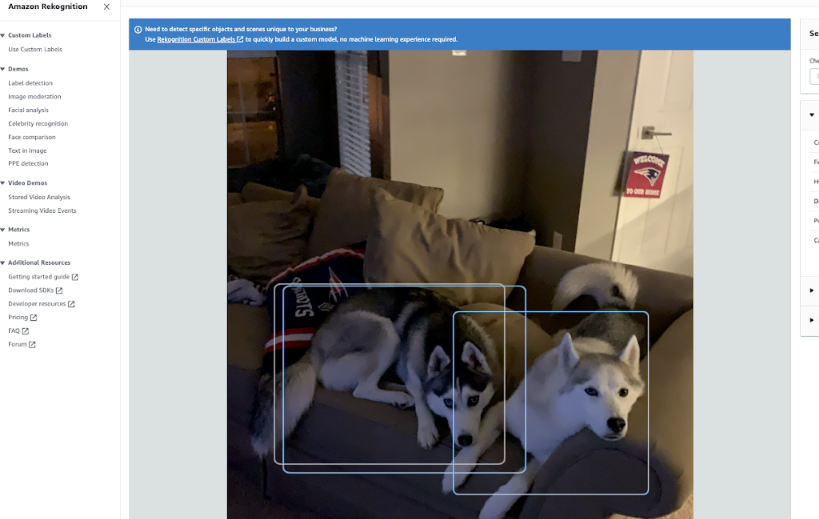 Amazon Rekognition
Custom Labels
Use Custom Labels
Demos
Label detection
Image moderation
Facial analysis
Celebrity recognition
Face comparison
Text in image
PPE detection
Video Demos
Stored Video Analysis
Streaming Video Events
Metrics
Metrics
Additional Resources
Getting started guide
Download SDKs
Developer resources
Pricing
FAQ
Forum
Need to detect specific objects and scenes unique to your business?
Use Rekognition Custom Labels to quickly build a custom model, no machine learning experience required.
WELCOME
TO OUR HOME